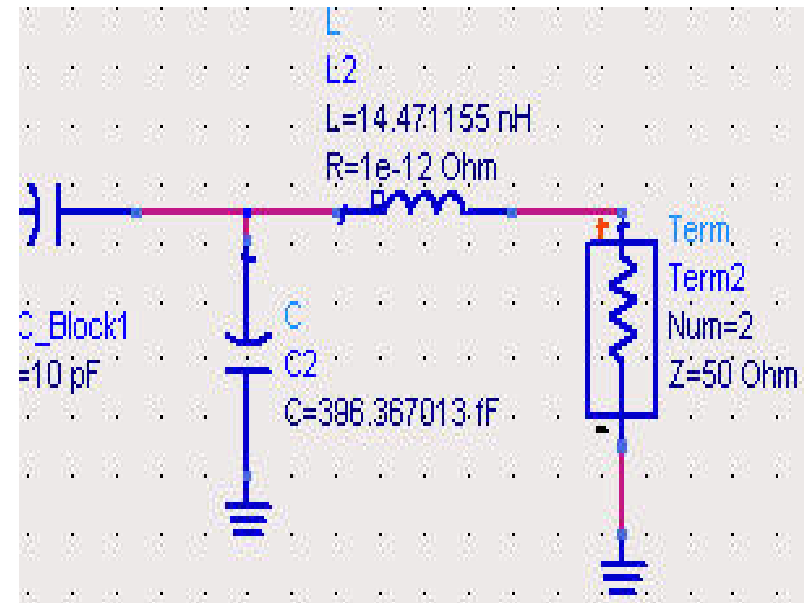 L
L2
L=14.471155 nH
R=1e-12 Ohm
C_Block1
=10 pF
C
C2
C=396.367013 fF
Term
Term2
Num=2
Z=50 Ohm
+
-